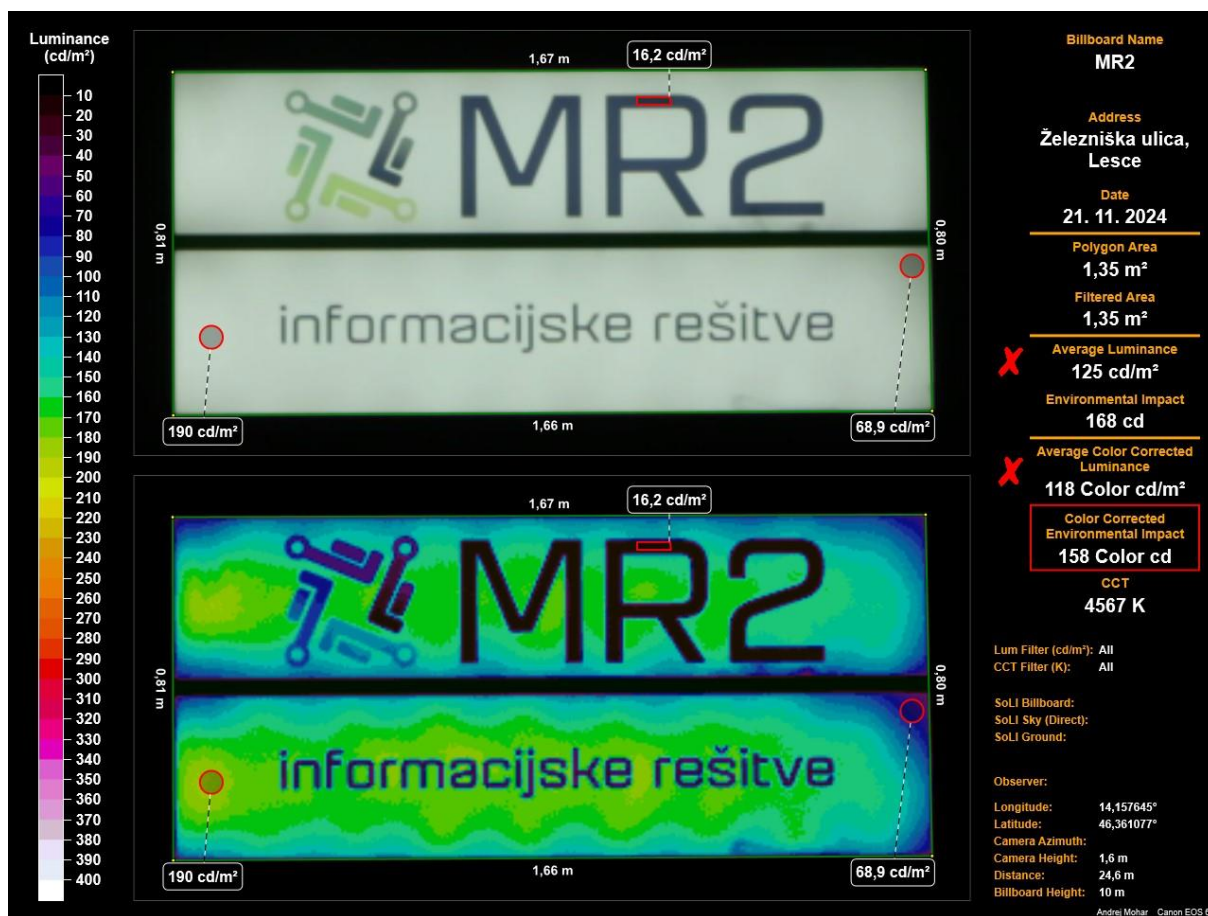 Luminance
(cd/m²)
10
20
30
40
50
60
70
80
90
100
110
120
130
140
150
160
170
180
190
200
210
220
230
240
250
260
270
280
290
300
310
320
330
340
350
360
370
380
390
400
1,67 m
16,2 cd/m²
MR2
0,81 m
0,80 m
informacijske rešitve
190 cd/m²
1,66 m
68,9 cd/m²
1,67 m
16,2 cd/m²
MR2
0,81 m
0,80 m
informacijske rešitve
190 cd/m²
1,66 m
68,9 cd/m²
Billboard Name
MR2
Address
Železniška ulica,
Lesce
Date
21. 11. 2024
Polygon Area
1,35 m²
Filtered Area
1,35 m²
Average Luminance
✘ 125 cd/m²
Environmental Impact
168 cd
Average Color Corrected
Luminance
✘ 118 Color cd/m²
Color Corrected
Environmental Impact
158 Color cd
CCT
4567 K
Lum Filter (cd/m²): All
CCT Filter (K): All
SoLI Billboard:
SoLI Sky (Direct):
SoLI Ground:
Observer:
Longitude: 14,157645°
Latitude: 46,361077°
Camera Azimuth:
Camera Height: 1,6 m
Distance: 24,6 m
Billboard Height: 10 m
Andrej Mohar Canon EOS